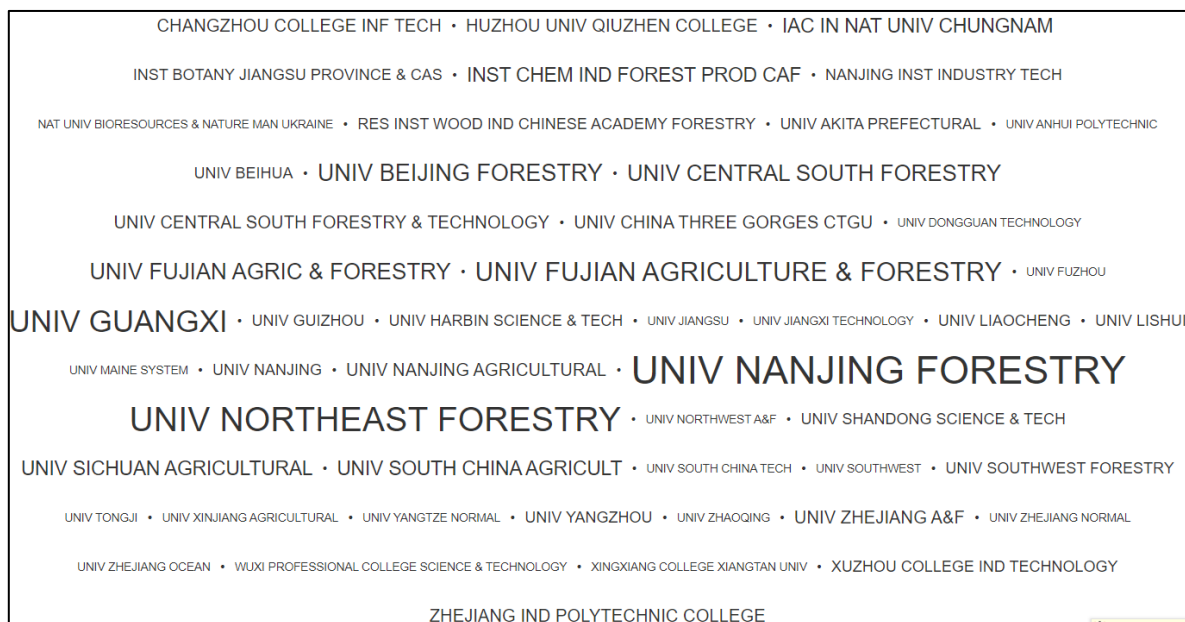 CHANGZHOU COLLEGE INF TECH • HUZHOU UNIV QIUZHEN COLLEGE • IAC IN NAT UNIV CHUNGNAM
INST BOTANY JIANGSU PROVINCE & CAS • INST CHEM IND FOREST PROD CAF • NANJING INST INDUSTRY TECH
NAT UNIV BIORESOURCES & NATURE MAN UKRAINE • RES INST WOOD IND CHINESE ACADEMY FORESTRY • UNIV AKITA PREFECTURAL • UNIV ANHUI POLYTECHNIC
UNIV BEIHUA • UNIV BEIJING FORESTRY • UNIV CENTRAL SOUTH FORESTRY
UNIV CENTRAL SOUTH FORESTRY & TECHNOLOGY • UNIV CHINA THREE GORGES CTGU • UNIV DONGGUAN TECHNOLOGY
UNIV FUJIAN AGRIC & FORESTRY • UNIV FUJIAN AGRICULTURE & FORESTRY • UNIV FUZHOU
UNIV GUANGXI • UNIV GUIZHOU • UNIV HARBIN SCIENCE & TECH • UNIV JIANGSU • UNIV JIANGXI TECHNOLOGY • UNIV LIAOCHENG • UNIV LISHUI
UNIV MAINE SYSTEM • UNIV NANJING • UNIV NANJING AGRICULTURAL • UNIV NANJING FORESTRY
UNIV NORTHEAST FORESTRY • UNIV NORTHWEST A&F • UNIV SHANDONG SCIENCE & TECH
UNIV SICHUAN AGRICULTURAL • UNIV SOUTH CHINA AGRICULT • UNIV SOUTH CHINA TECH • UNIV SOUTHWEST • UNIV SOUTHWEST FORESTRY
UNIV TONGJI • UNIV XINJIANG AGRICULTURAL • UNIV YANGTZE NORMAL • UNIV YANGZHOU • UNIV ZHAOQING • UNIV ZHEJIANG A&F • UNIV ZHEJIANG NORMAL
UNIV ZHEJIANG OCEAN • WUXI PROFESSIONAL COLLEGE SCIENCE & TECHNOLOGY • XINGXIANG COLLEGE XIANGTAN UNIV • XUZHOU COLLEGE IND TECHNOLOGY
ZHEJIANG IND POLYTECHNIC COLLEGE